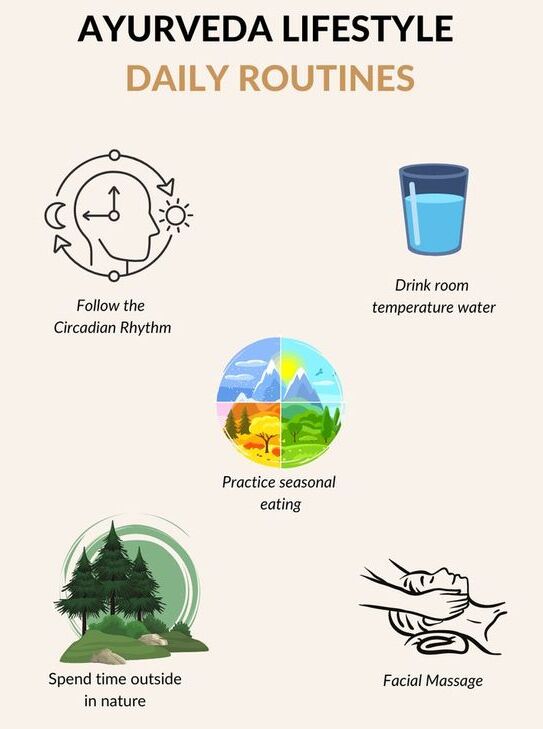 AYURVEDA LIFESTYLE
DAILY ROUTINES
Follow the
Circadian Rhythm
Drink room
temperature water
Practice seasonal
eating
Spend time outside
in nature
Facial Massage